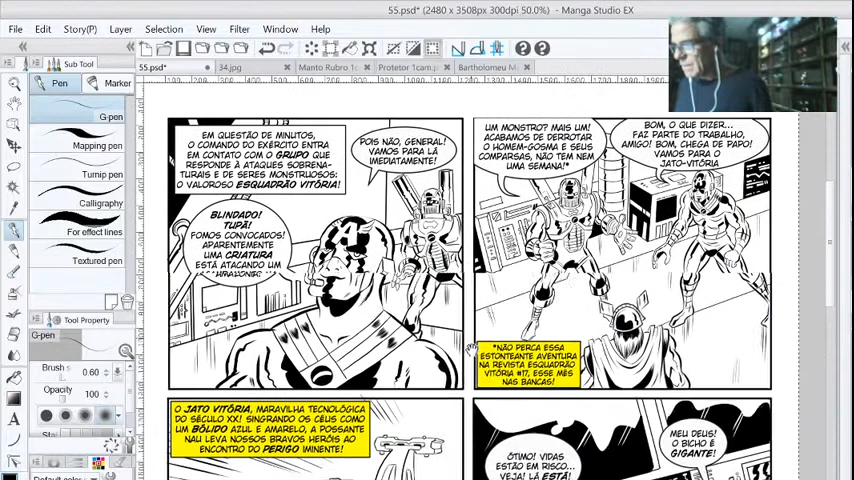 55.psd* (2480 x 3508px 300dpi 50.0%) - Manga Studio EX
File Edit Story(P) Layer Selection View Filter Window Help
Sub Tool
55.psd* 34.jpg Manto Rubro 1c Protetor 1cam.j Bartholomeu M
Pen Marker
G-pen
Mapping pen
Turnip pen
Calligraphy
For effect lines
Textured pen
Tool Property
G-pen
Brush s 0.60
Opacity 100
EM QUESTÃO DE MINUTOS,
O COMANDO DO EXÉRCITO ENTRA
EM CONTATO COM O GRUPO QUE
RESPONDE À ATAQUES SOBRENA-
TURAIS E DE SERES MONSTRUOSOS:
O VALOROSO ESQUADRÃO VITÓRIA!
POIS NÃO, GENERAL!
VAMOS PARA LÁ
IMEDIATAMENTE!
BLINDADO!
TUPÃ!
FOMOS CONVOCADOS!
APARENTEMENTE
UMA CRIATURA
ESTÁ ATACANDO UM
UM MONSTRO? MAIS UM!
ACABAMOS DE DERROTAR
O HOMEM-GOSMA E SEUS
COMPARSAS, NÃO TEM NEM
UMA SEMANA!*
BOM, O QUE DIZER...
FAZ PARTE DO TRABALHO,
AMIGO! BOM, CHEGA DE PAPO!
VAMOS PARA O
JATO-VITÓRIA
*NÃO PERCA ESSA
ESTONTEANTE AVENTURA
NA REVISTA ESQUADRÃO
VITÓRIA #17, ESSE MÊS
NAS BANCAS!
O JATO VITÓRIA, MARAVILHA TECNOLÓGICA
DO SÉCULO XX! SINGRANDO OS CÉUS COMO
UM BÓLIDO AZUL E AMARELO, A POSSANTE
NAU LEVA NOSSOS BRAVOS HERÓIS AO
ENCONTRO DO PERIGO IMINENTE!
ÓTIMO! VIDAS
ESTÃO EM RISCO...
VEJA! LÁ ESTÁ!
MEU DEUS!
O BICHO É
GIGANTE!